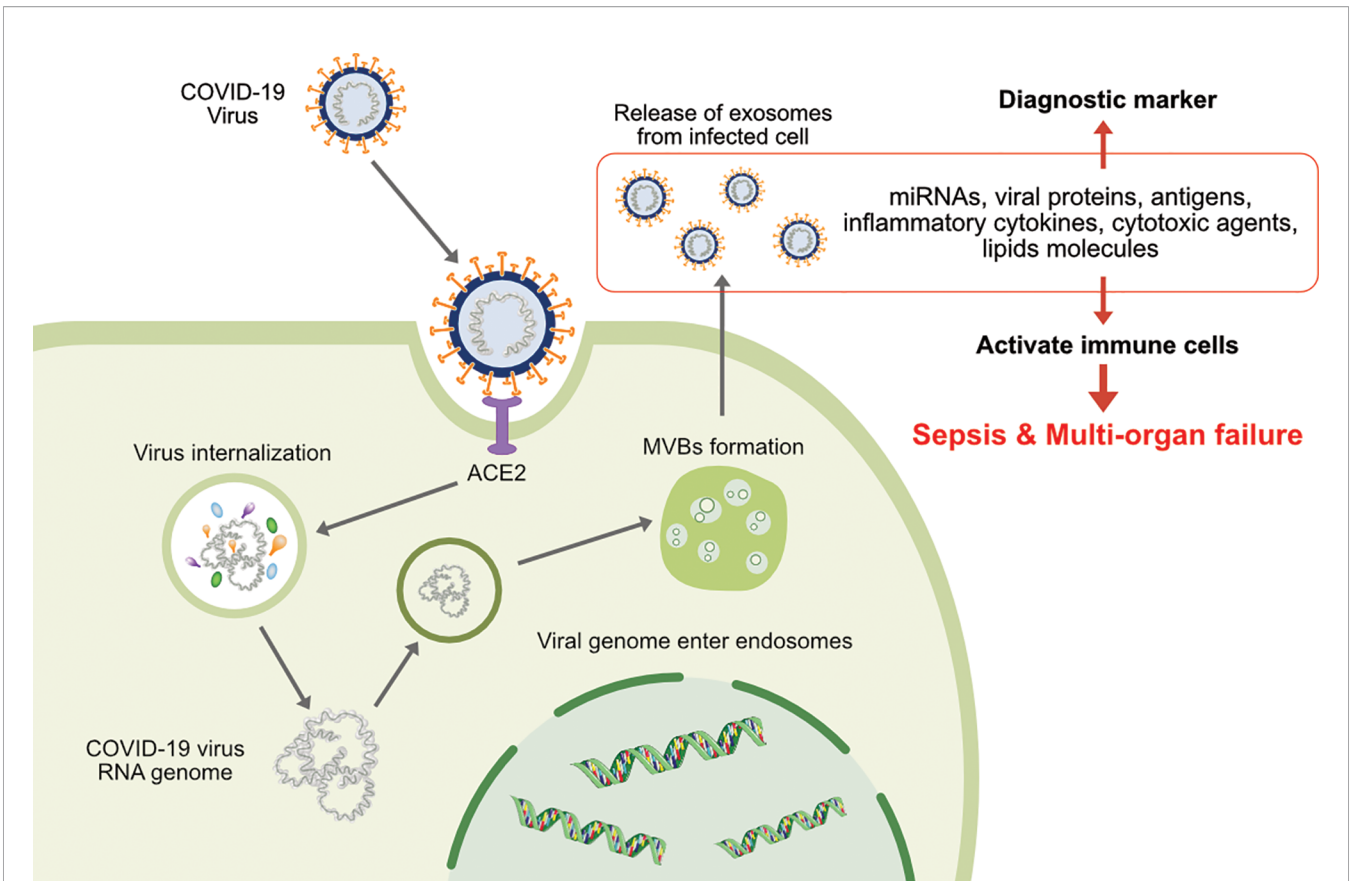 COVID-19
Virus
Release of exosomes
from infected cell
Diagnostic marker
miRNAs, viral proteins, antigens,
inflammatory cytokines, cytotoxic agents,
lipids molecules
Activate immune cells
Sepsis & Multi-organ failure
ACE2
Virus internalization
MVBs formation
Viral genome enter endosomes
COVID-19 virus
RNA genome